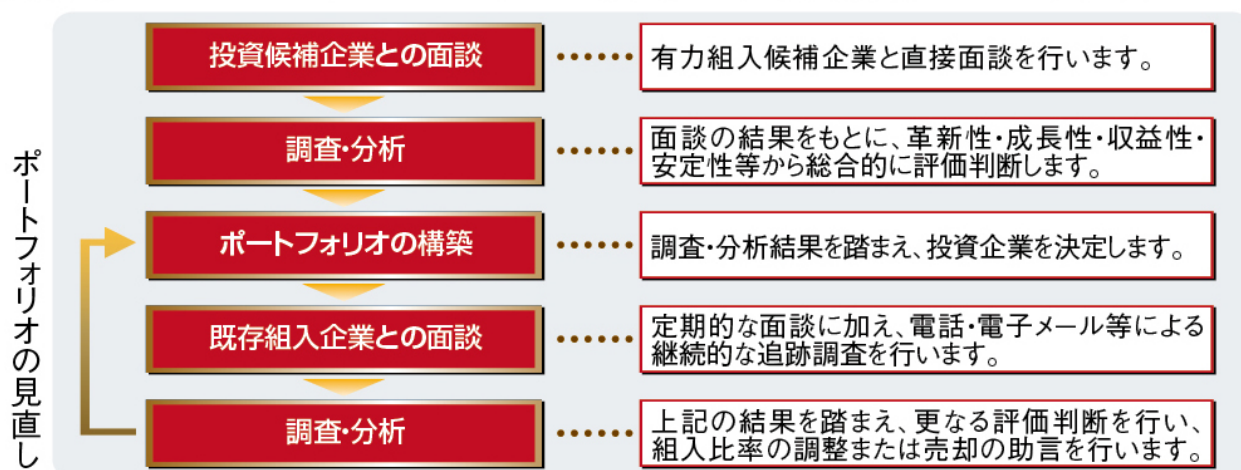 投資候補企業との面談
有力組入候補企業と直接面談を行います。
調査・分析
面談の結果をもとに、革新性・成長性・収益性・
安定性等から総合的に評価判断します。
ポートフォリオの構築
調査・分析結果を踏まえ、投資企業を決定します。
既存組入企業との面談
定期的な面談に加え、電話・電子メール等による
継続的な追跡調査を行います。
調査・分析
上記の結果を踏まえ、更なる評価判断を行い、
組入比率の調整または売却の助言を行います。
ポートフォリオの見直し